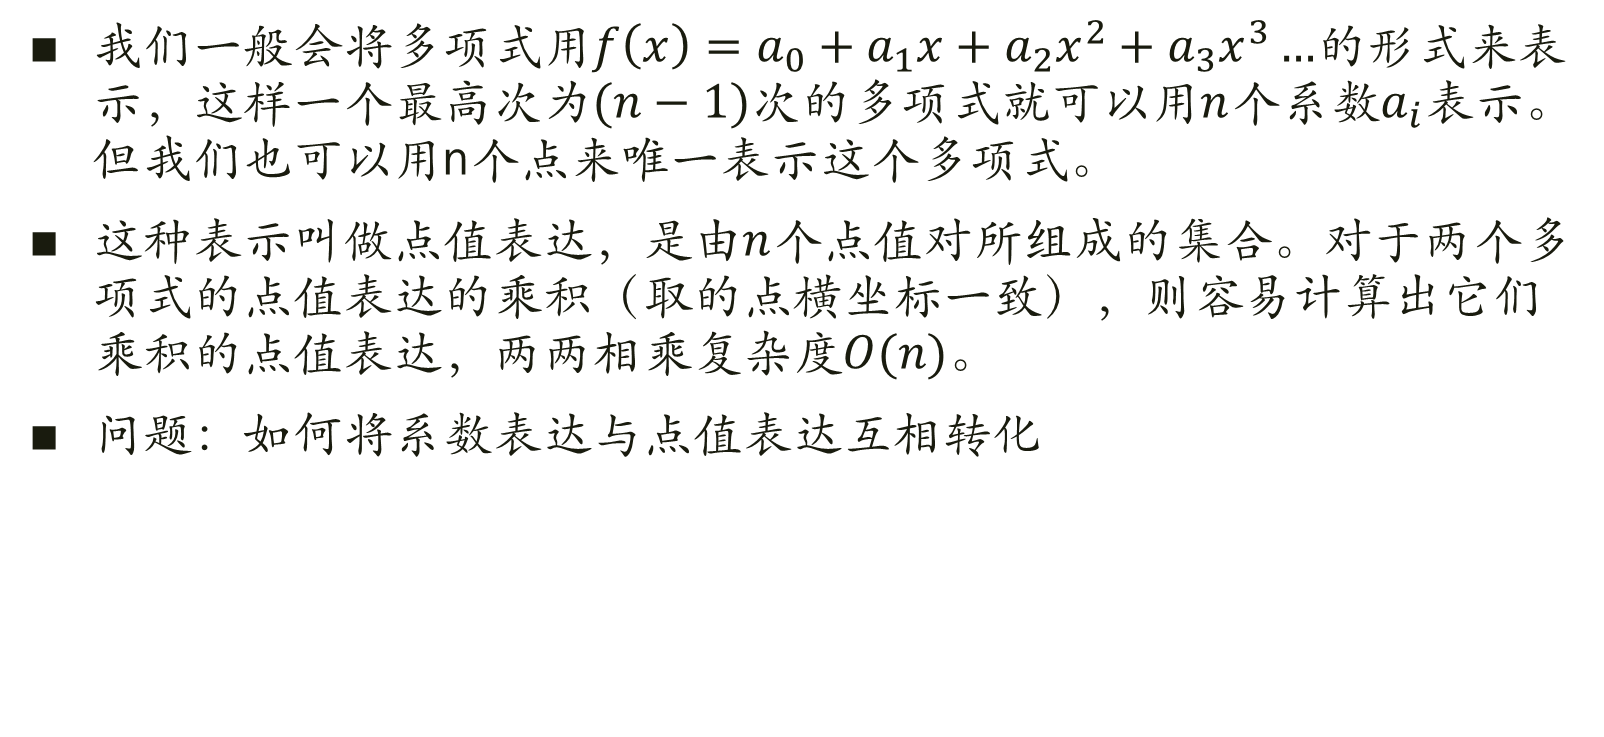 ■ 我们一般会将多项式用f(x) = a₀ + a₁x + a₂x² + a₃x³ …的形式来表
示，这样一个最高次为(n − 1)次的多项式就可以用n个系数aᵢ表示。
但我们也可以用n个点来唯一表示这个多项式。
■ 这种表示叫做点值表达，是由n个点值对所组成的集合。对于两个多
项式的点值表达的乘积（取的点横坐标一致），则容易计算出它们
乘积的点值表达，两两相乘复杂度O(n)。
■ 问题：如何将系数表达与点值表达互相转化